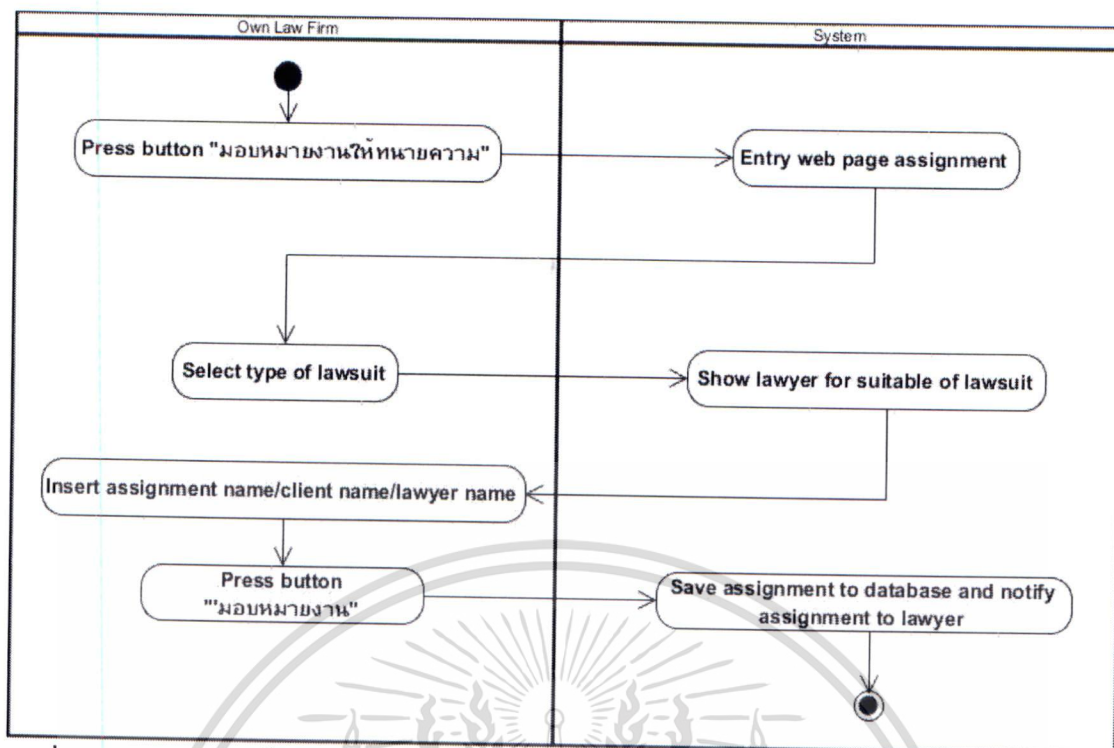 Own Law Firm
System
Press button "มอบหมายงานให้ทนายความ"
Entry web page assignment
Select type of lawsuit
Show lawyer for suitable of lawsuit
Insert assignment name/client name/lawyer name
Press button
"'มอบหมายงาน"
Save assignment to database and notify
assignment to lawyer